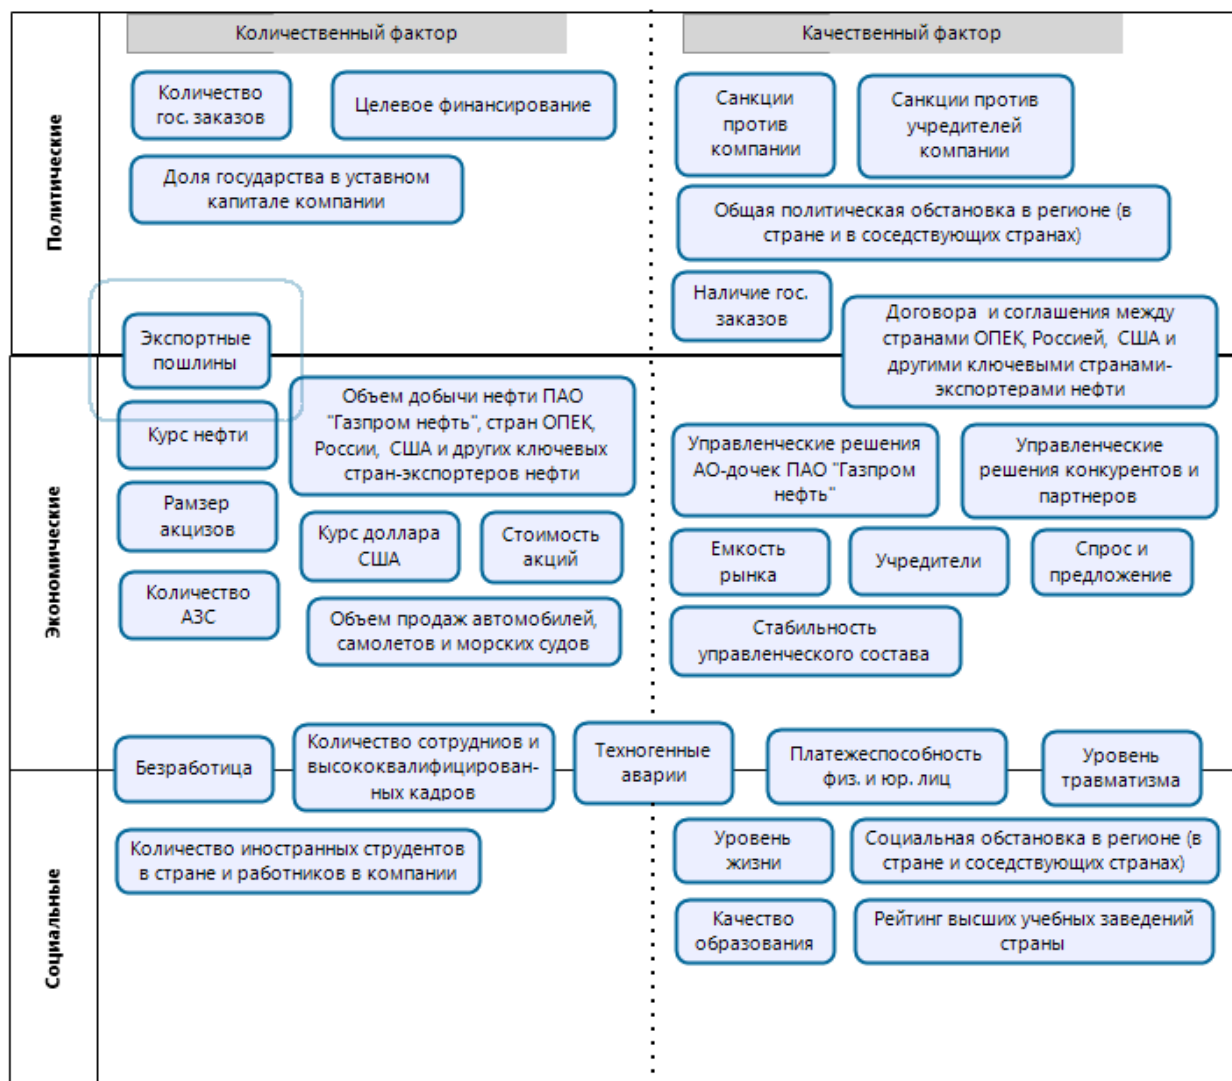 Количественный фактор
Качественный фактор
Политические
Количество
гос. заказов
Целевое финансирование
Доля государства в уставном
капитале компании
Санкции
против
компании
Санкции против
учредителей
компании
Общая политическая обстановка в регионе (в
стране и в соседствующих странах)
Наличие гос.
заказов
Договора и соглашения между
странами ОПЕК, Россией, США и
другими ключевыми странами-
экспортерами нефти
Экспортные
пошлины
Экономические
Курс нефти
Объем добычи нефти ПАО
"Газпром нефть", стран ОПЕК,
России, США и других ключевых
стран-экспортеров нефти
Рамзер
акцизов
Курс доллара
США
Стоимость
акций
Количество
АЗС
Объем продаж автомобилей,
самолетов и морских судов
Управленческие решения
АО-дочек ПАО "Газпром
нефть"
Управленческие
решения конкурентов и
партнеров
Емкость
рынка
Учредители
Спрос и
предложение
Стабильность
управленческого состава
Безработица
Количество сотрудниов и
высококвалифицирован-
ных кадров
Техногенные
аварии
Платежеспособность
физ. и юр. лиц
Уровень
травматизма
Социальные
Количество иностранных струдентов
в стране и работников в компании
Уровень
жизни
Социальная обстановка в регионе (в
стране и соседствующих странах)
Качество
образования
Рейтинг высших учебных заведений
страны